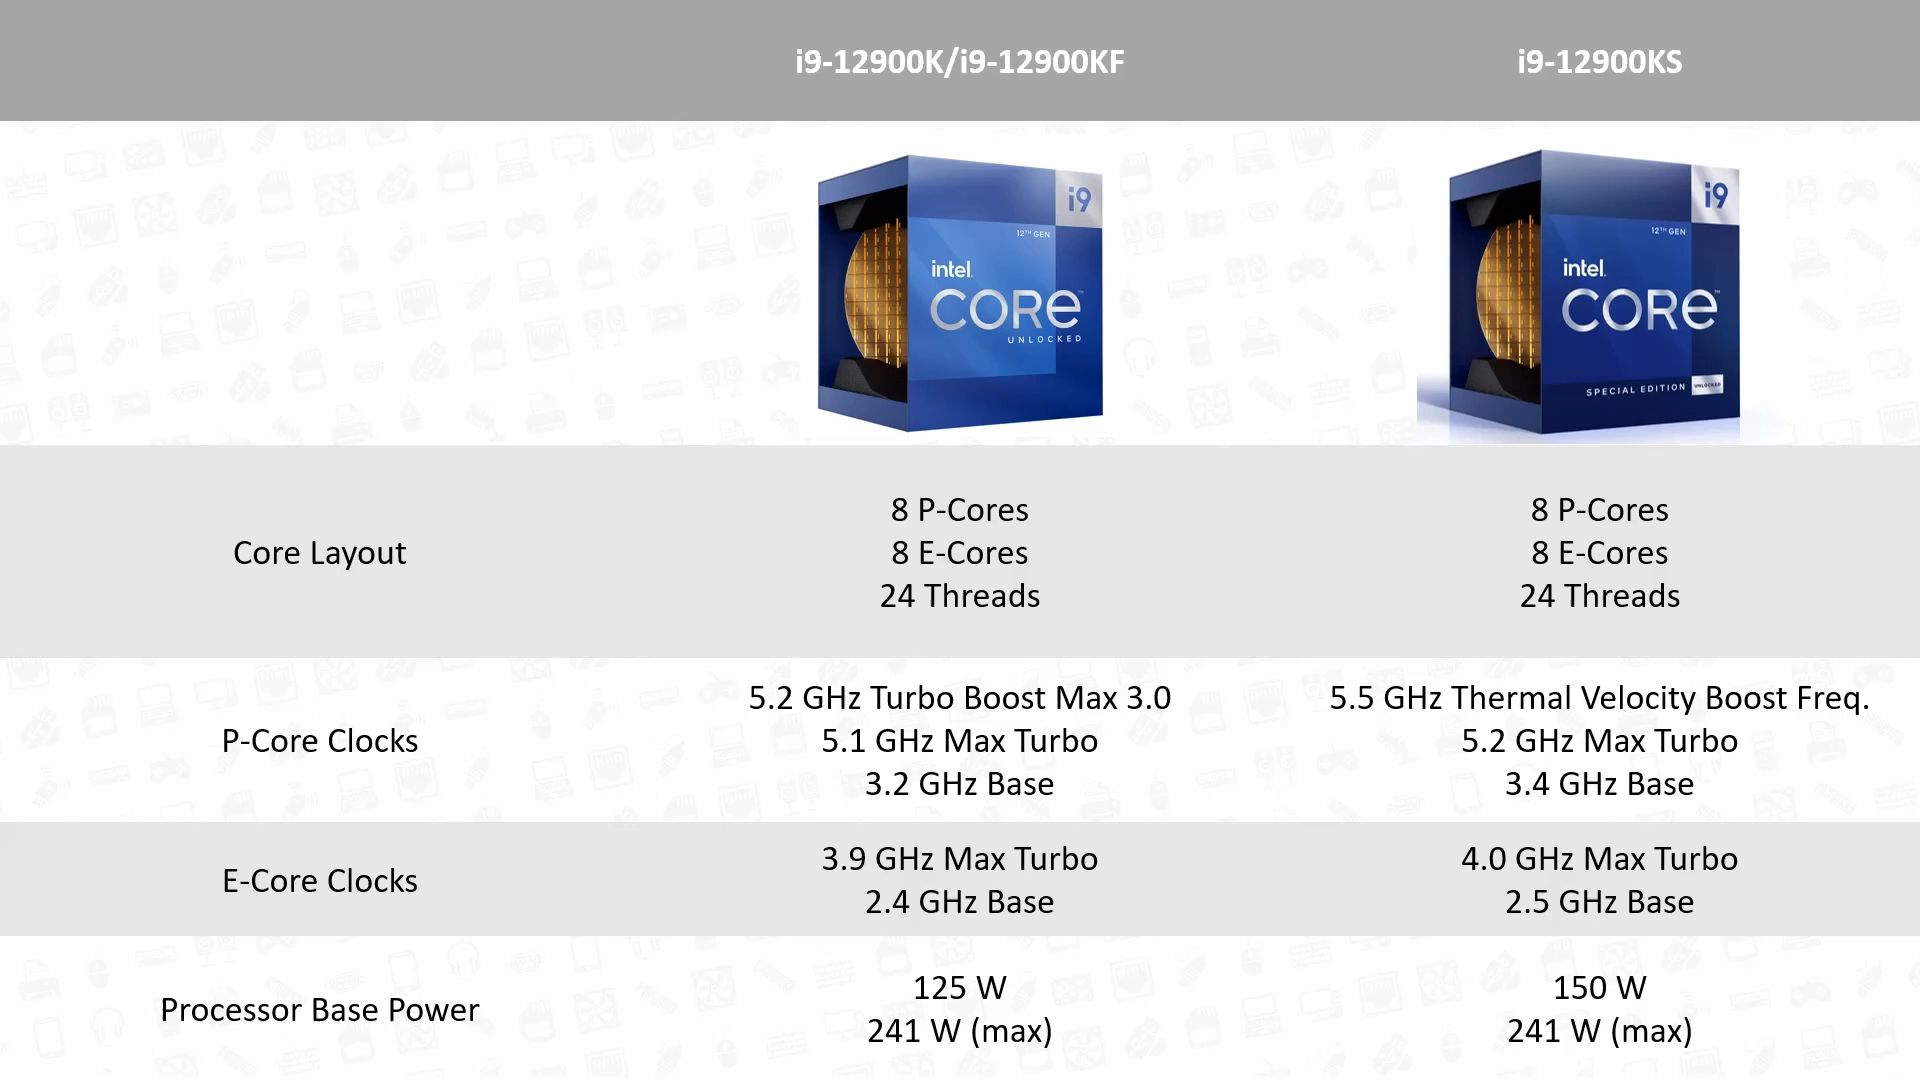 i9-12900K/i9-12900KF
i9-12900KS
i9
12TH GEN
intel.
CORE™
UNLOCKED
i9
12TH GEN
intel.
CORE™
SPECIAL EDITION
UNLOCKED
Core Layout
8 P-Cores
8 E-Cores
24 Threads
8 P-Cores
8 E-Cores
24 Threads
P-Core Clocks
5.2 GHz Turbo Boost Max 3.0
5.1 GHz Max Turbo
3.2 GHz Base
5.5 GHz Thermal Velocity Boost Freq.
5.2 GHz Max Turbo
3.4 GHz Base
E-Core Clocks
3.9 GHz Max Turbo
2.4 GHz Base
4.0 GHz Max Turbo
2.5 GHz Base
Processor Base Power
125 W
241 W (max)
150 W
241 W (max)